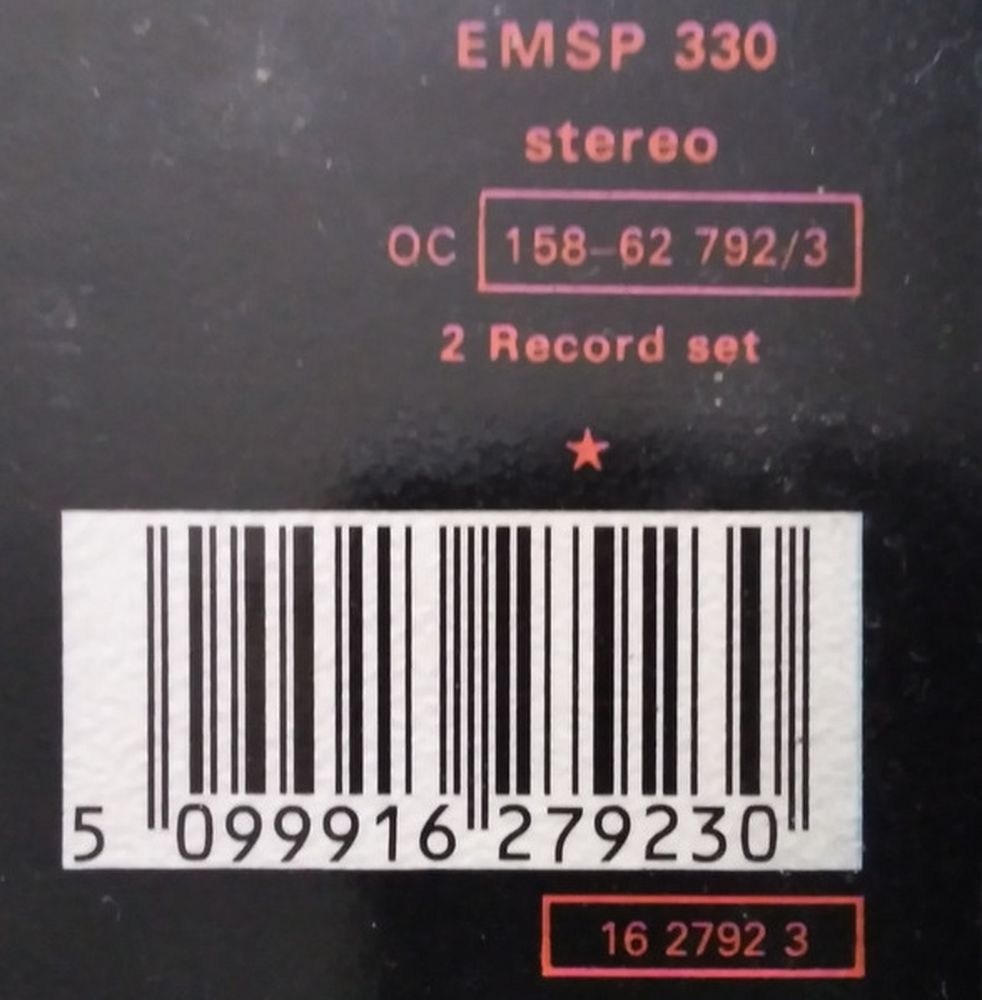 EMSP 330
stereo
OC 158-62 792/3
2 Record set
5 099916 279230
16 2792 3